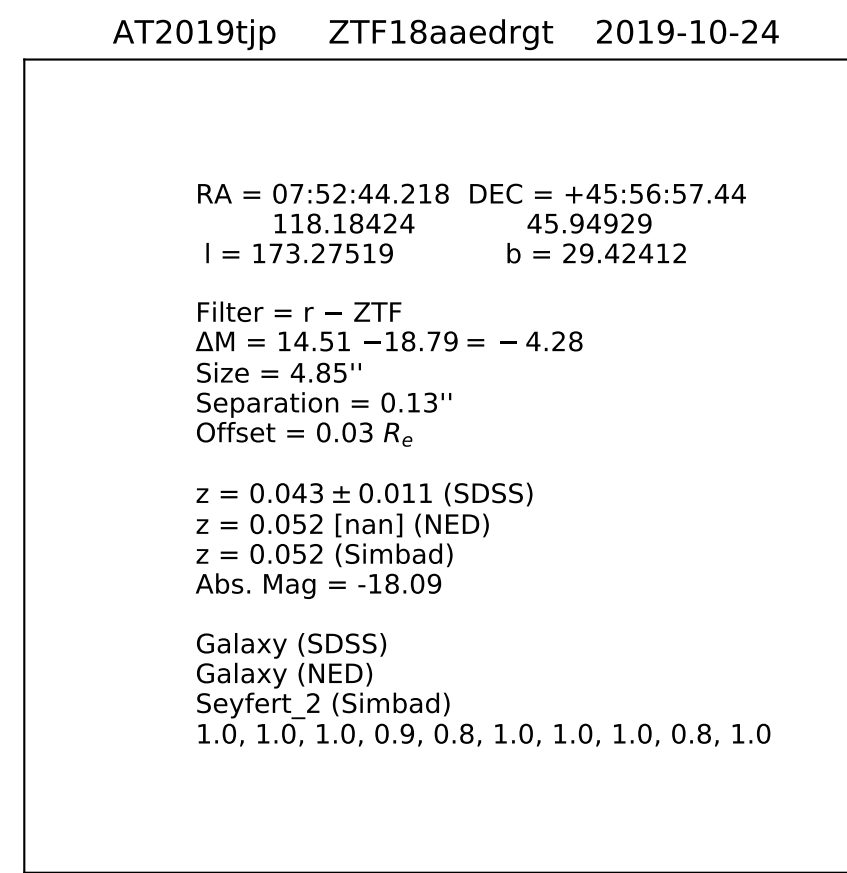 AT2019tjp ZTF18aaedrgt 2019-10-24
RA = 07:52:44.218 DEC = +45:56:57.44
118.18424 45.94929
l = 173.27519 b = 29.42412
Filter = r − ZTF
ΔM = 14.51 −18.79 = − 4.28
Size = 4.85''
Separation = 0.13''
Offset = 0.03 Re
z = 0.043 ± 0.011 (SDSS)
z = 0.052 [nan] (NED)
z = 0.052 (Simbad)
Abs. Mag = -18.09
Galaxy (SDSS)
Galaxy (NED)
Seyfert_2 (Simbad)
1.0, 1.0, 1.0, 0.9, 0.8, 1.0, 1.0, 1.0, 0.8, 1.0